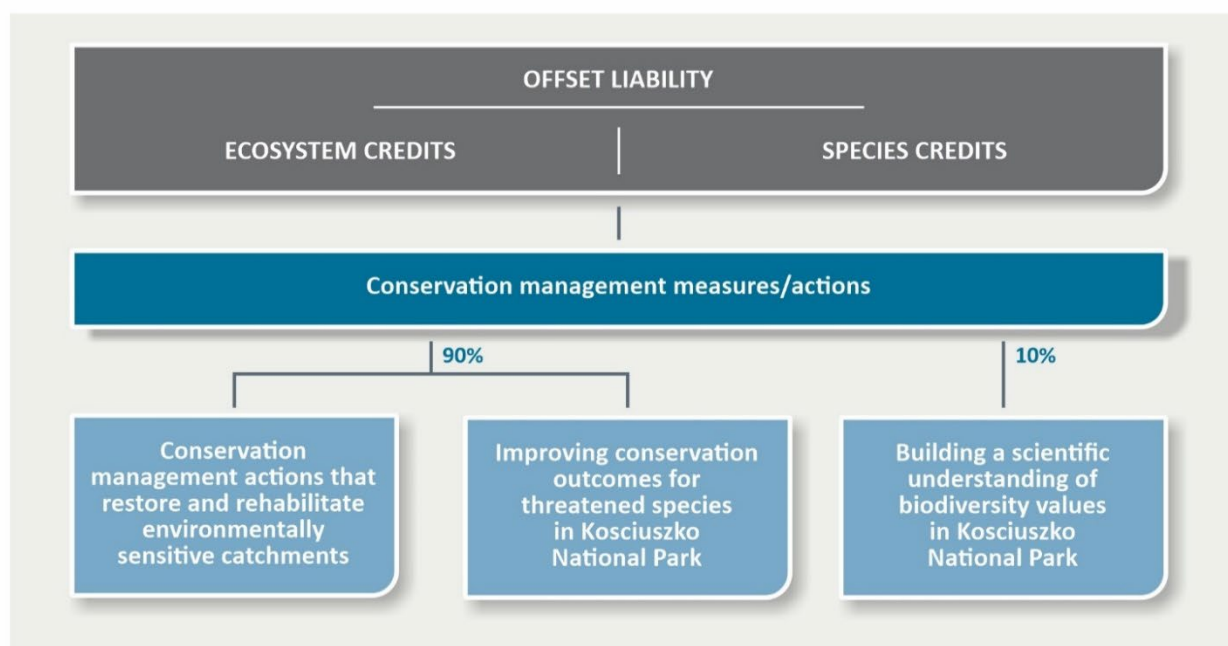 OFFSET LIABILITY
ECOSYSTEM CREDITS
SPECIES CREDITS
Conservation management measures/actions
90%
10%
Conservation
management actions that
restore and rehabilitate
environmentally
sensitive catchments
Improving conservation
outcomes for
threatened species
in Kosciuszko
National Park
Building a scientific
understanding of
biodiversity values
in Kosciuszko
National Park